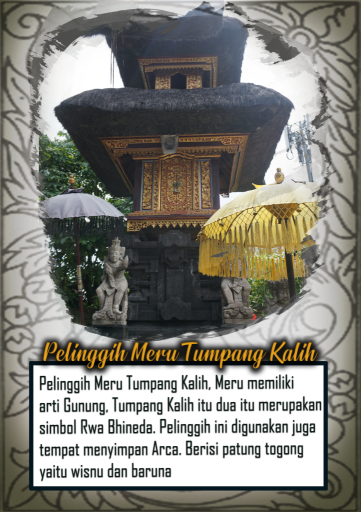 Pelinggih Meru Tumpang Kalih
Pelinggih Meru Tumpang Kalih, Meru memiliki
arti Gunung, Tumpang Kalih itu dua itu merupakan
simbol Rwa Bhineda. Pelinggih ini digunakan juga
tempat menyimpan Arca. Berisi patung togong
yaitu wisnu dan baruna